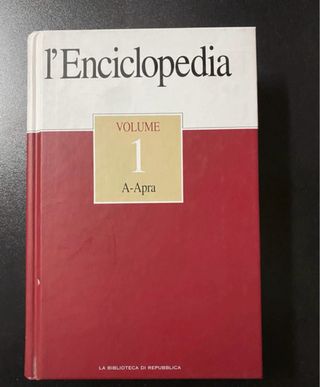 l'Enciclopedia
VOLUME
1
A-Apra
LA BIBLIOTECA DI REPUBBLICA